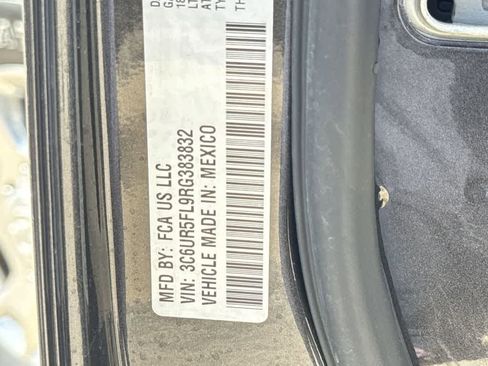 MFD BY: FCA US LLC
VIN: 3C6UR5FL9RG383832
VEHICLE MADE IN: MEXICO